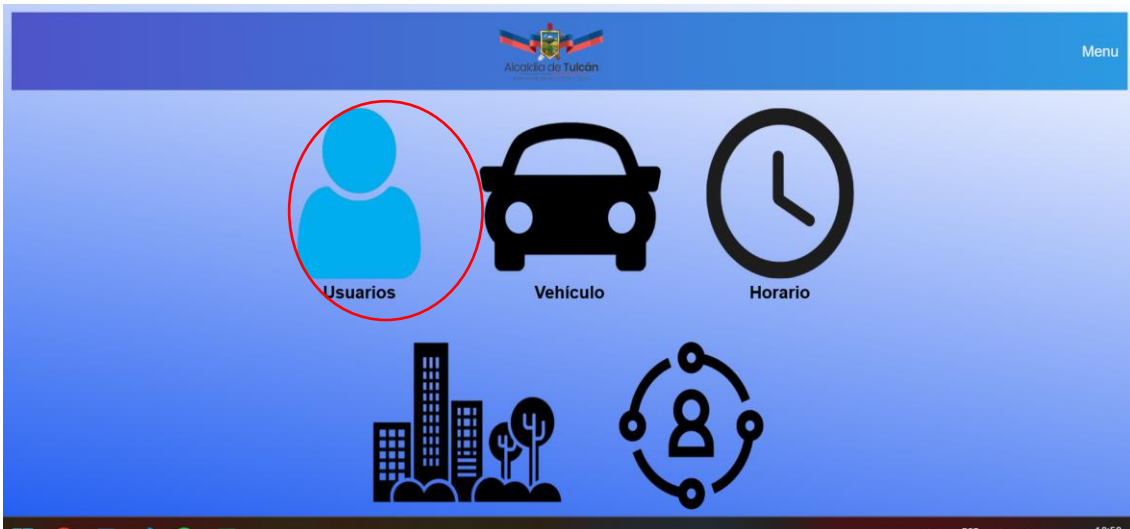 Alcaldía de Tulcán
Menu
Usuarios
Vehículo
Horario